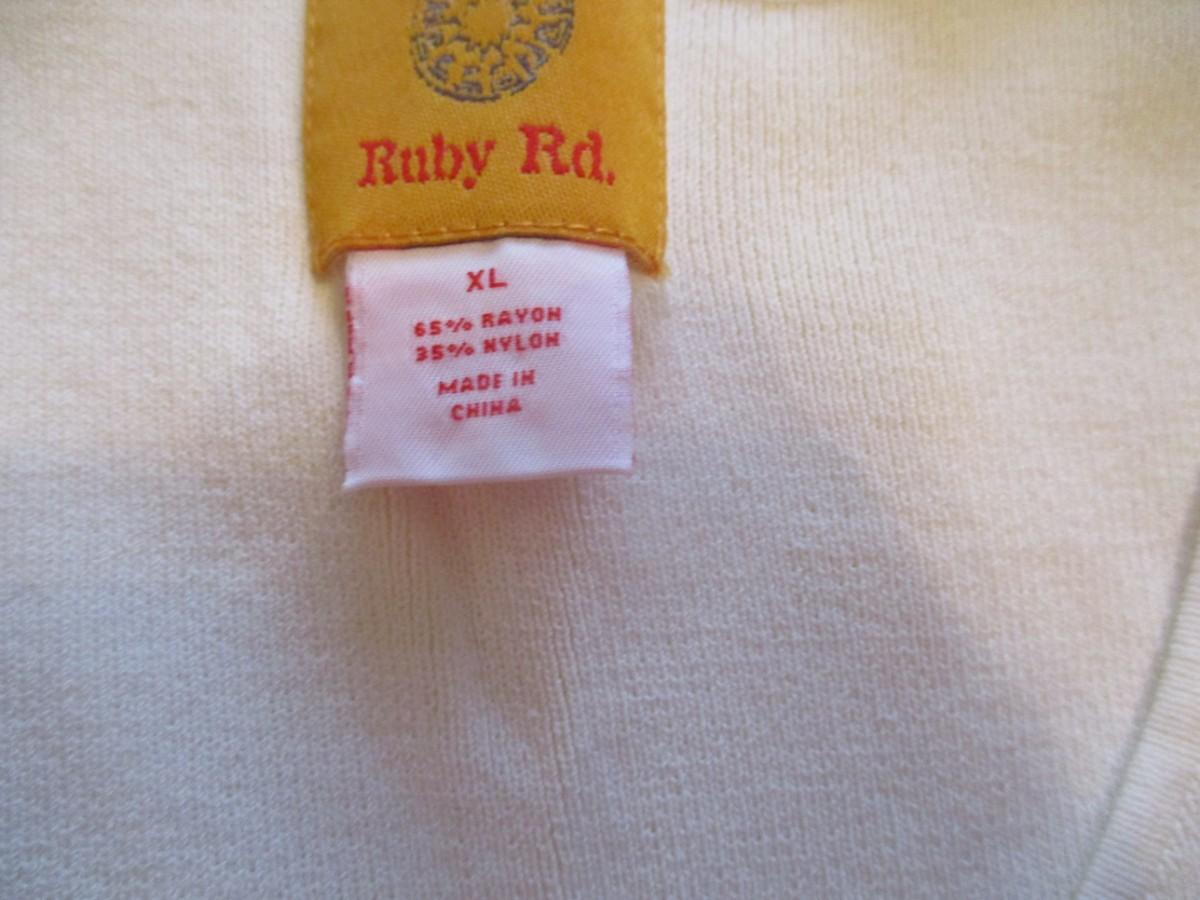 Ruby Rd.
XL
65% RAYON
35% NYLON
MADE IN
CHINA